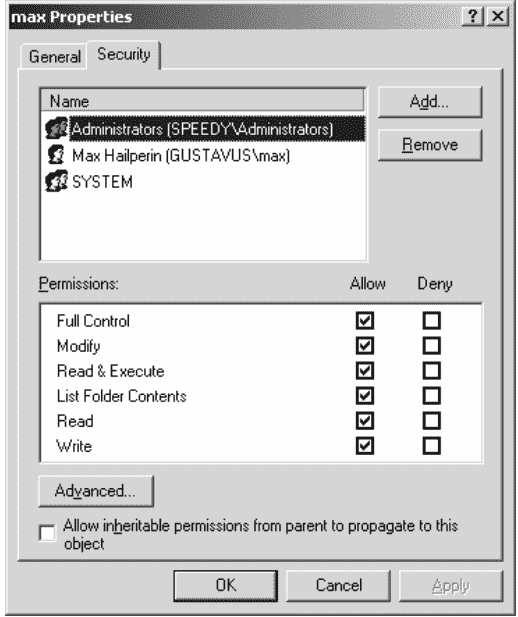 max Properties
General Security
Name
Administrators (SPEEDY\Administrators)
Max Hailperin (GUSTAVUS\max)
SYSTEM
Add...
Remove
Permissions: Allow Deny
Full Control
Modify
Read & Execute
List Folder Contents
Read
Write
Advanced...
Allow inheritable permissions from parent to propagate to this
object
OK Cancel Apply